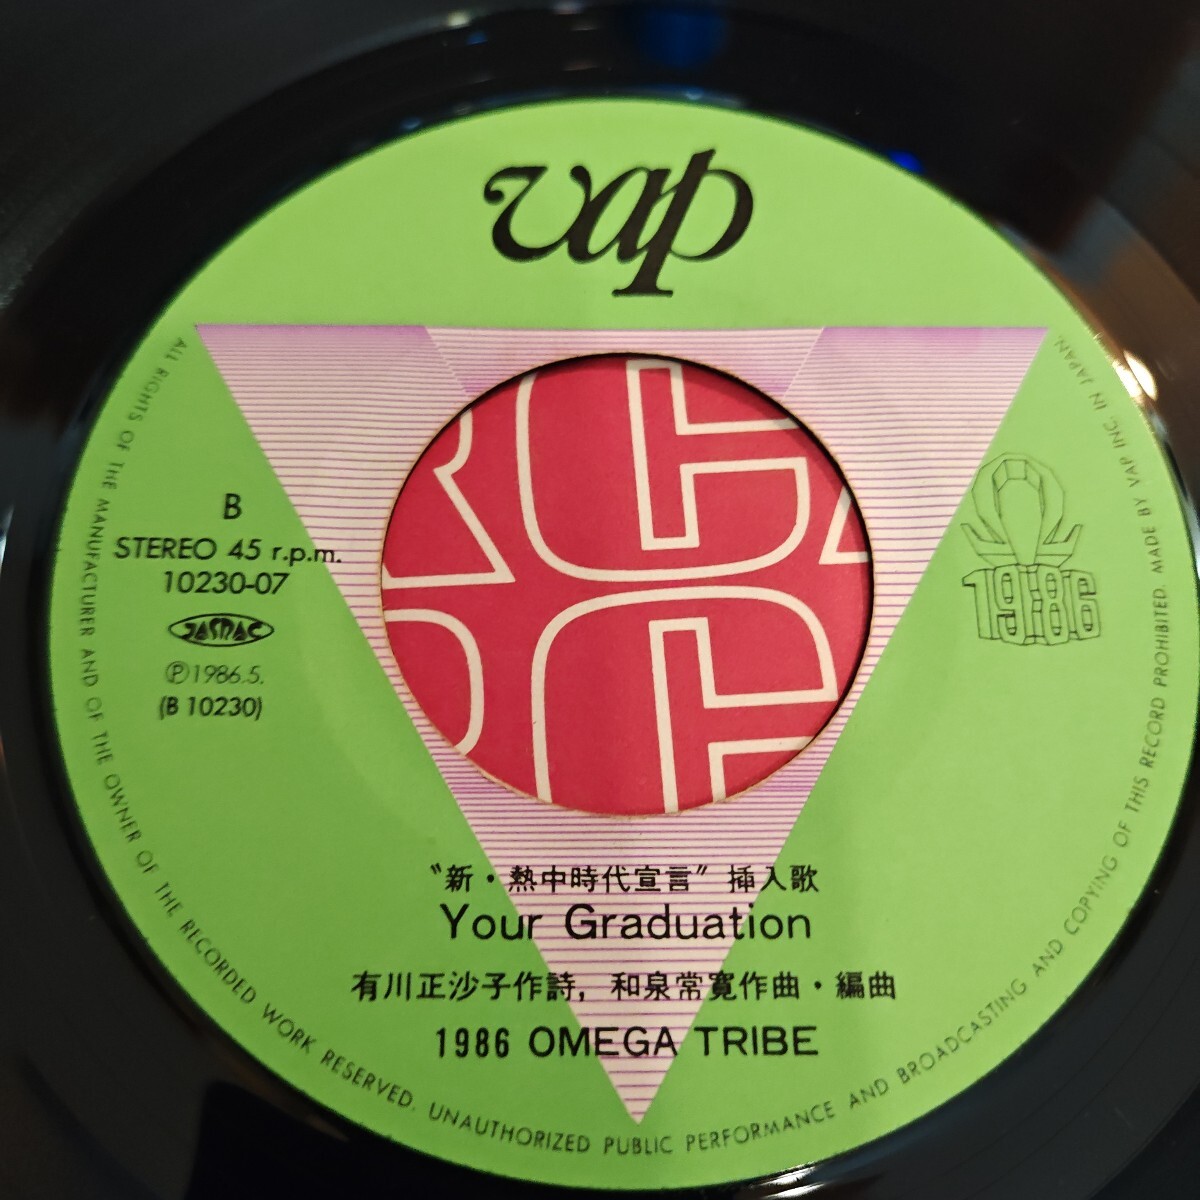 vap
B
STEREO 45 r.p.m.
10230-07
JASRAC
Ⓟ1986.5.
(B 10230)
1986
"新・熱中時代宣言" 挿入歌
Your Graduation
有川正沙子作詩, 和泉常寛作曲・編曲
1986 OMEGA TRIBE
ALL RIGHTS OF THE MANUFACTURER AND OF THE OWNER OF THE RECORDED WORK RESERVED. UNAUTHORIZED PUBLIC PERFORMANCE AND BROADCASTING AND COPYING OF THIS RECORD PROHIBITED. MADE BY VAP INC. IN JAPAN.